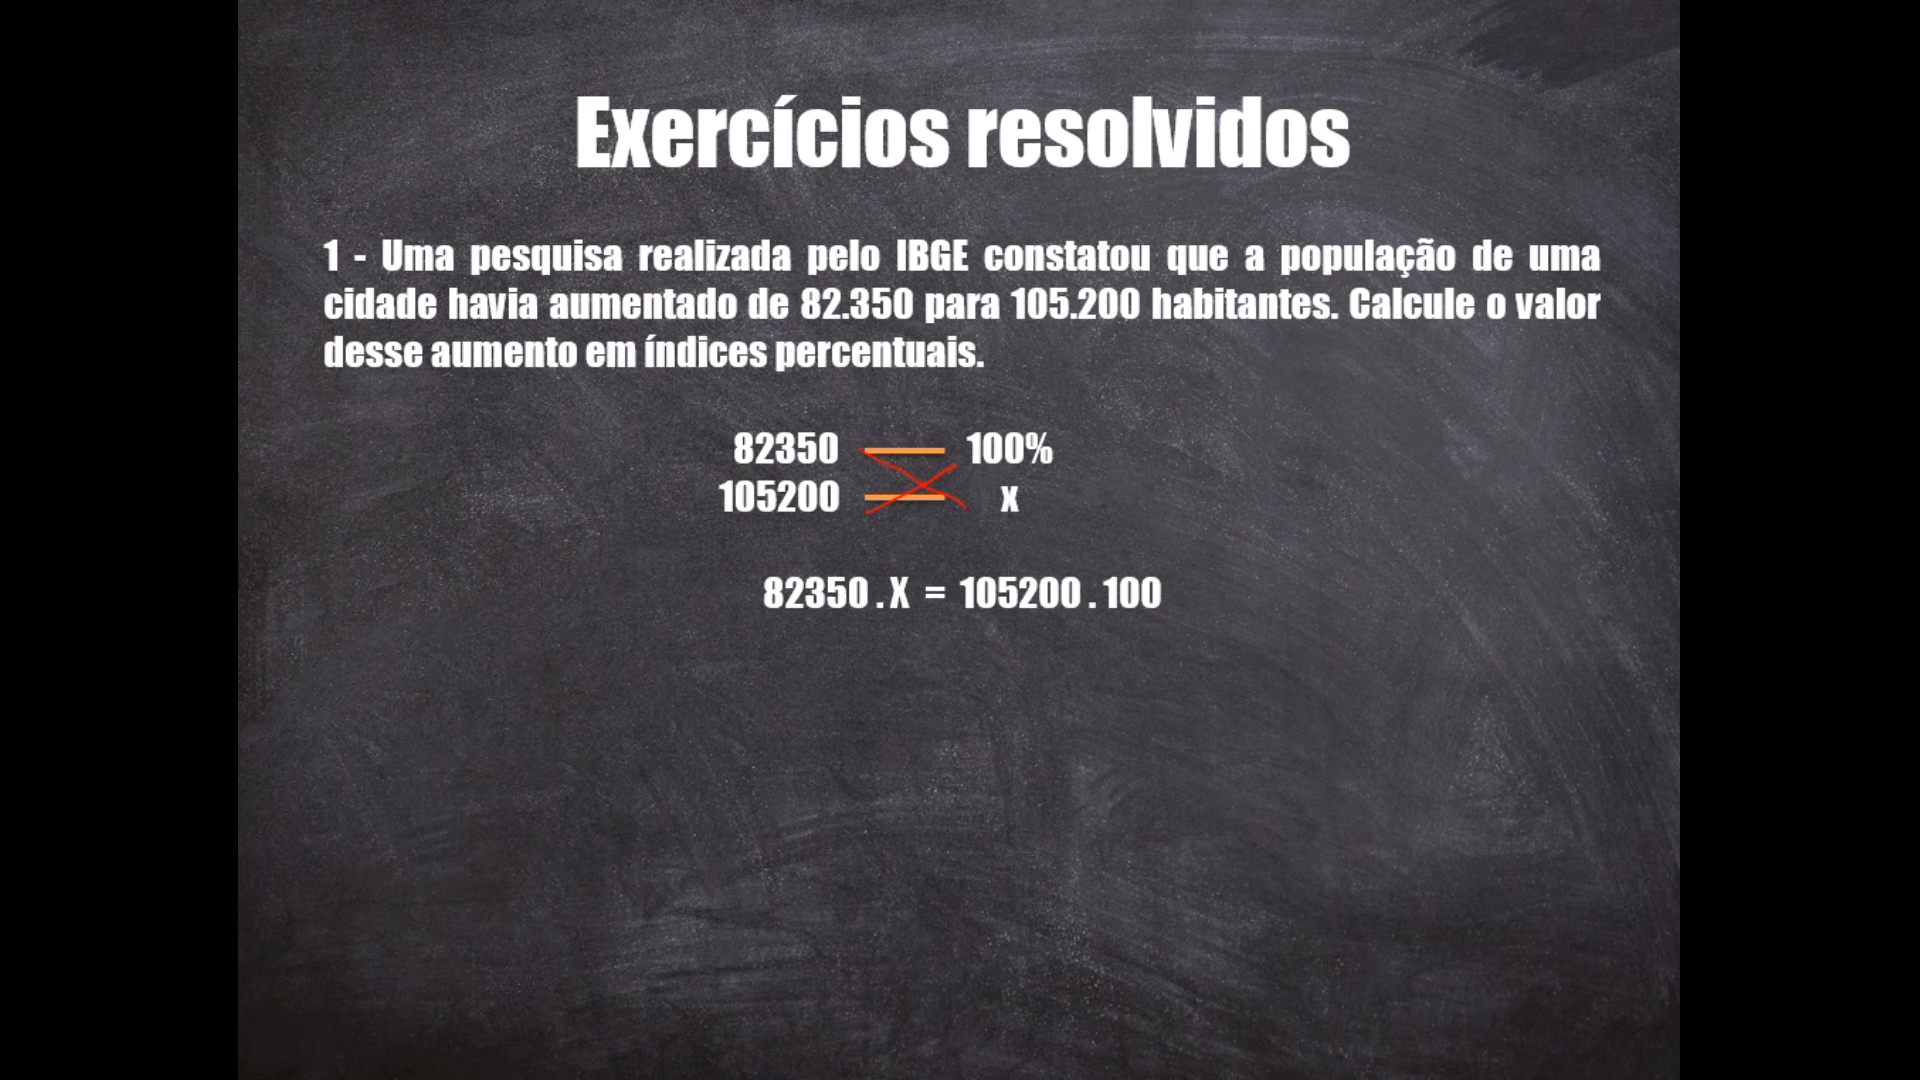 Exercícios resolvidos
1 - Uma pesquisa realizada pelo IBGE constatou que a população de uma
cidade havia aumentado de 82.350 para 105.200 habitantes. Calcule o valor
desse aumento em índices percentuais.
82350 100%
105200 x
82350 . X = 105200 . 100